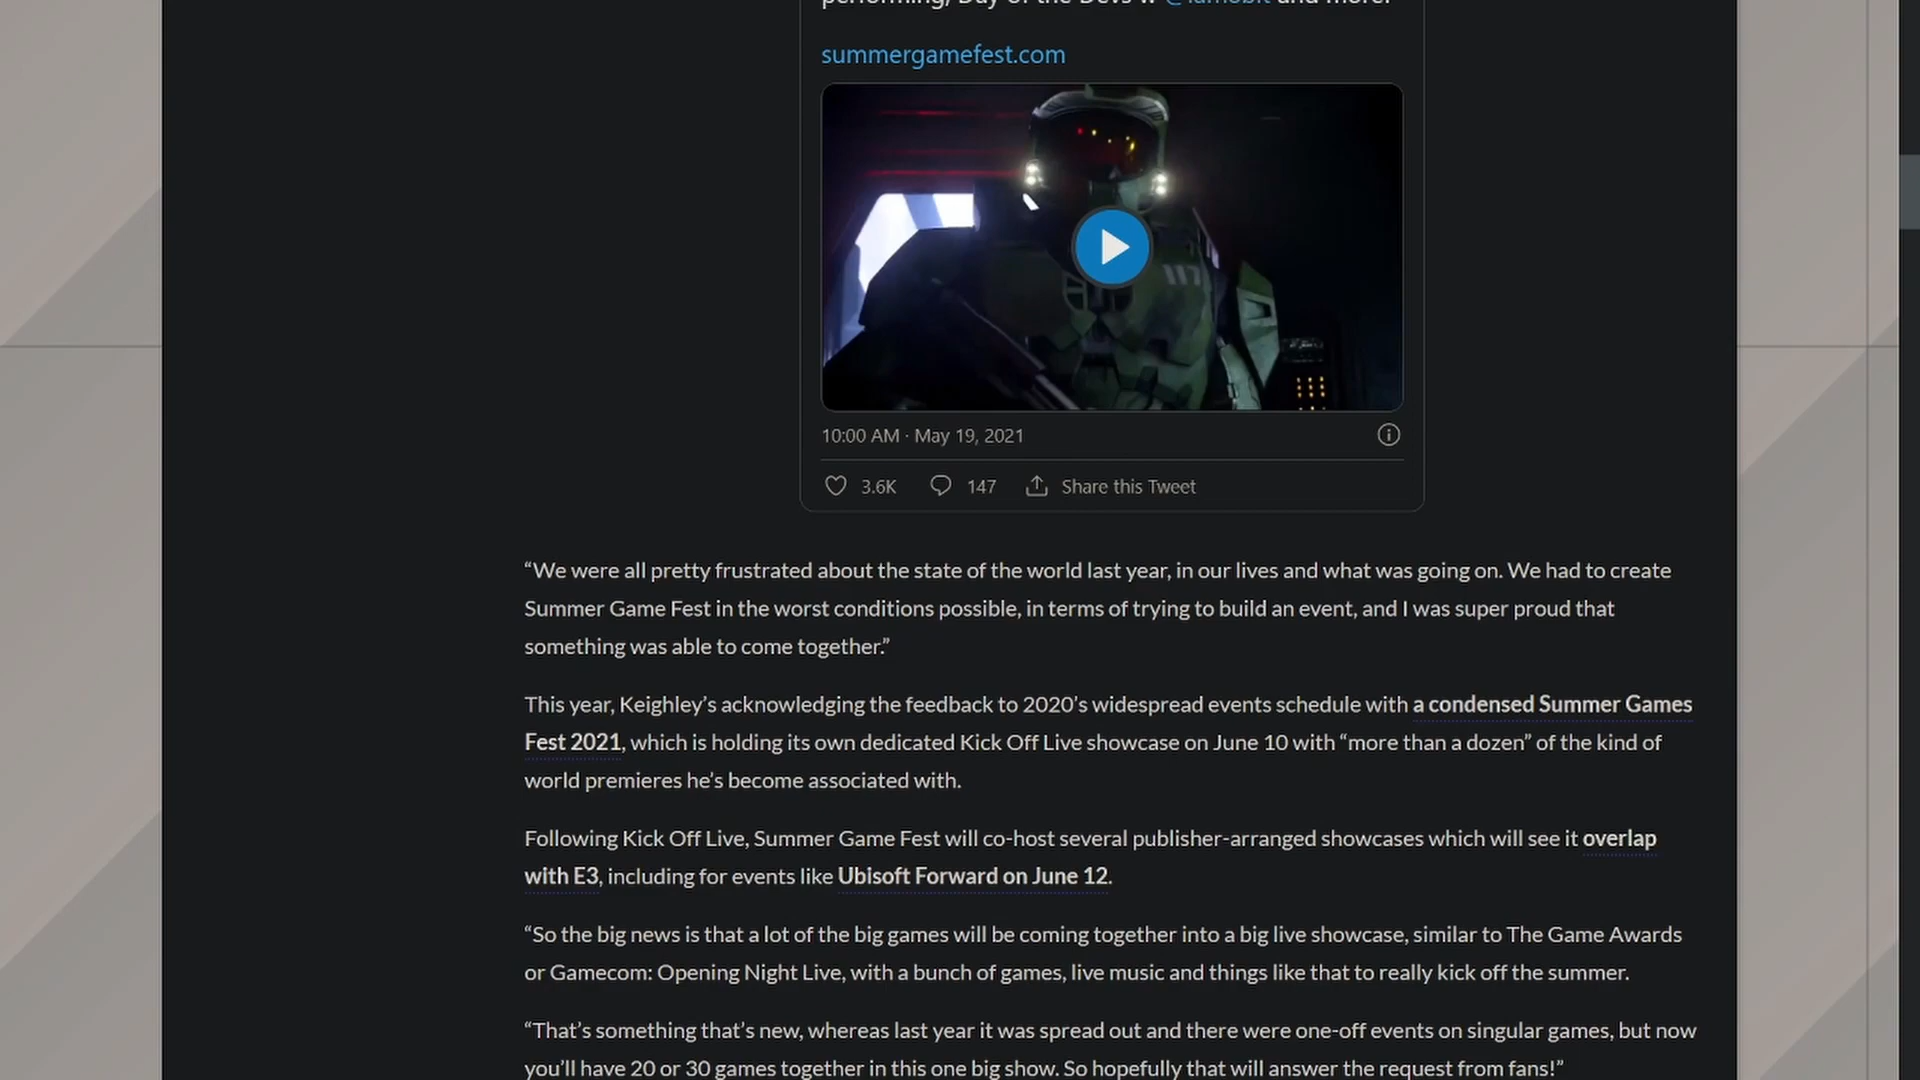 performing, Day of the Devs w @iam8bit and more!
summergamefest.com
117
10:00 AM · May 19, 2021
3.6K 147 Share this Tweet
“We were all pretty frustrated about the state of the world last year, in our lives and what was going on. We had to create
Summer Game Fest in the worst conditions possible, in terms of trying to build an event, and I was super proud that
something was able to come together.”
This year, Keighley’s acknowledging the feedback to 2020’s widespread events schedule with a condensed Summer Games
Fest 2021, which is holding its own dedicated Kick Off Live showcase on June 10 with “more than a dozen” of the kind of
world premieres he’s become associated with.
Following Kick Off Live, Summer Game Fest will co-host several publisher-arranged showcases which will see it overlap
with E3, including for events like Ubisoft Forward on June 12.
“So the big news is that a lot of the big games will be coming together into a big live showcase, similar to The Game Awards
or Gamecom: Opening Night Live, with a bunch of games, live music and things like that to really kick off the summer.
“That’s something that’s new, whereas last year it was spread out and there were one-off events on singular games, but now
you’ll have 20 or 30 games together in this one big show. So hopefully that will answer the request from fans!”